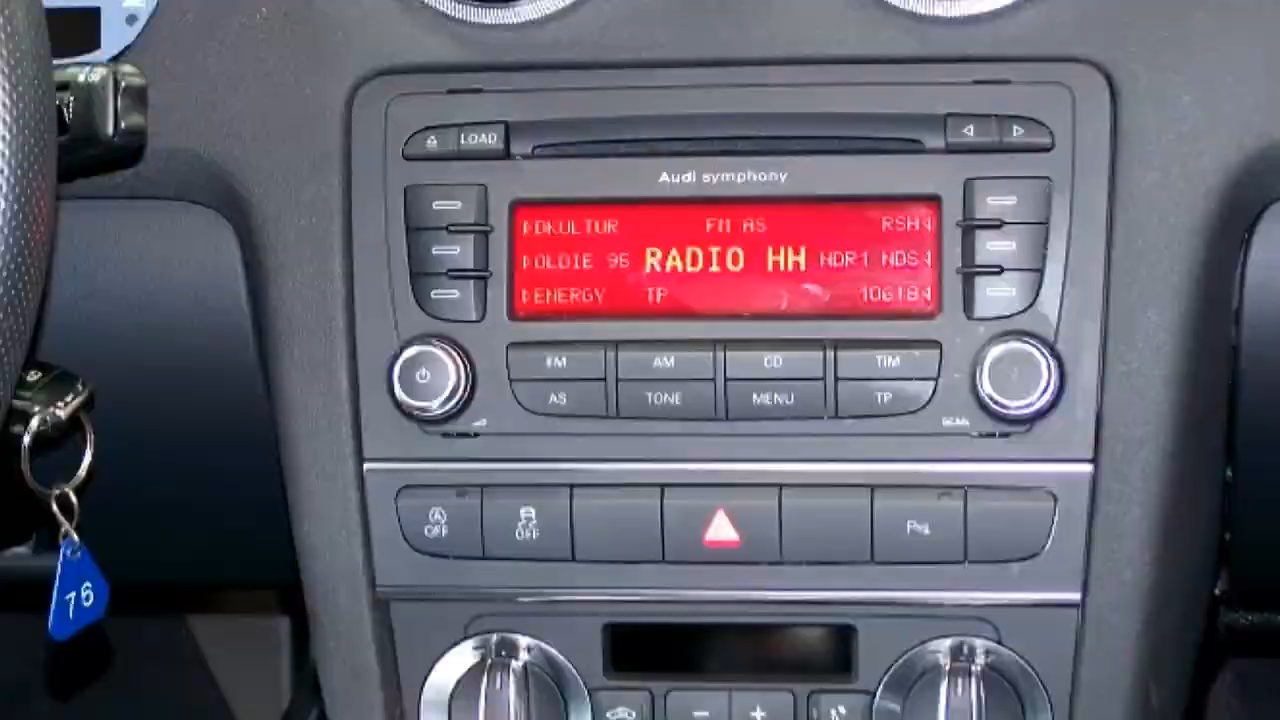 LOAD
Audi symphony
DKULTUR FM AS RSH
OLDIE 95 RADIO HH NDR1 NDS
ENERGY TP 106!8
FM AM CD TIM
AS TONE MENU TP
SCAN
A OFF
OFF
P
76